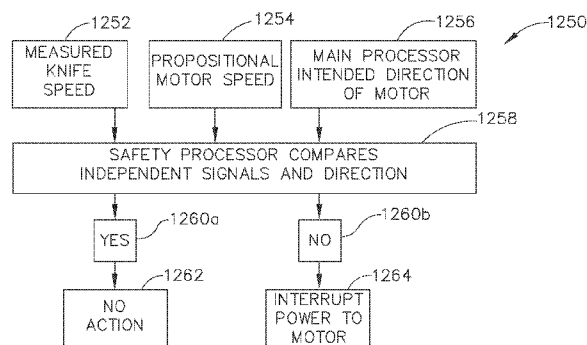 1252
1254
1256
1250
MEASURED
KNIFE
SPEED
PROPOSITIONAL
MOTOR SPEED
MAIN PROCESSOR
INTENDED DIRECTION
OF MOTOR
1258
SAFETY PROCESSOR COMPARES
INDEPENDENT SIGNALS AND DIRECTION
1260a
1260b
YES
NO
1262
1264
NO
ACTION
INTERRUPT
POWER TO
MOTOR